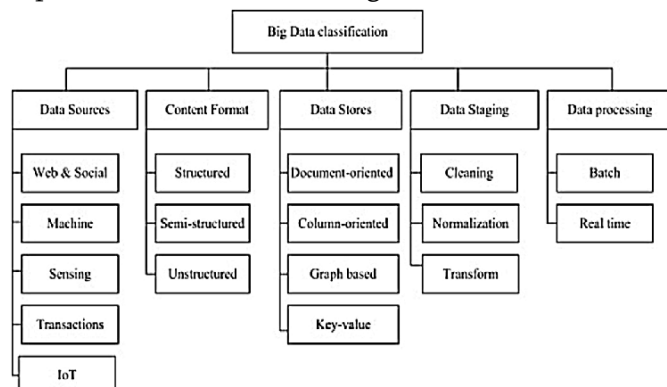 Big Data classification
Data Sources
Content Format
Data Stores
Data Staging
Data processing
Web & Social
Structured
Document-oriented
Cleaning
Batch
Machine
Semi-structured
Column-oriented
Normalization
Real time
Sensing
Unstructured
Graph based
Transform
Transactions
Key-value
IoT